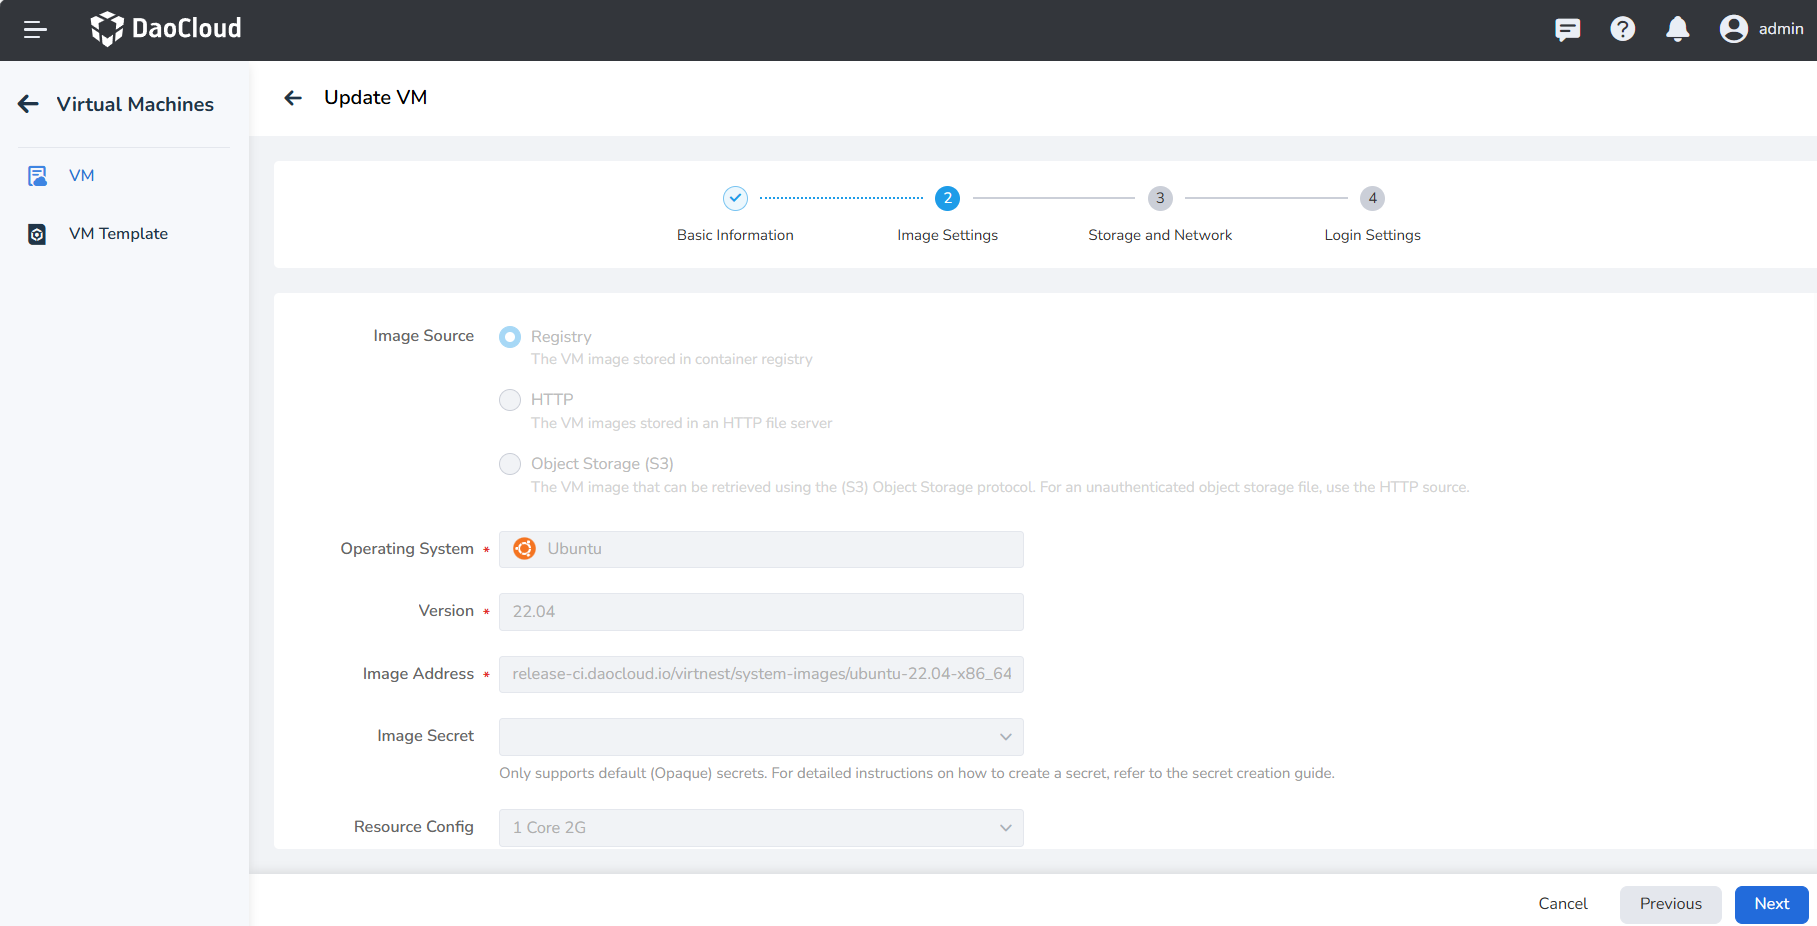 DaoCloud
admin
Virtual Machines
VM
VM Template
Update VM
2
3
4
Basic Information
Image Settings
Storage and Network
Login Settings
Image Source
Registry
The VM image stored in container registry
HTTP
The VM images stored in an HTTP file server
Object Storage (S3)
The VM image that can be retrieved using the (S3) Object Storage protocol. For an unauthenticated object storage file, use the HTTP source.
Operating System *
Ubuntu
Version *
22.04
Image Address *
release-ci.daocloud.io/virtnest/system-images/ubuntu-22.04-x86_64
Image Secret
Only supports default (Opaque) secrets. For detailed instructions on how to create a secret, refer to the secret creation guide.
Resource Config
1 Core 2G
Cancel
Previous
Next